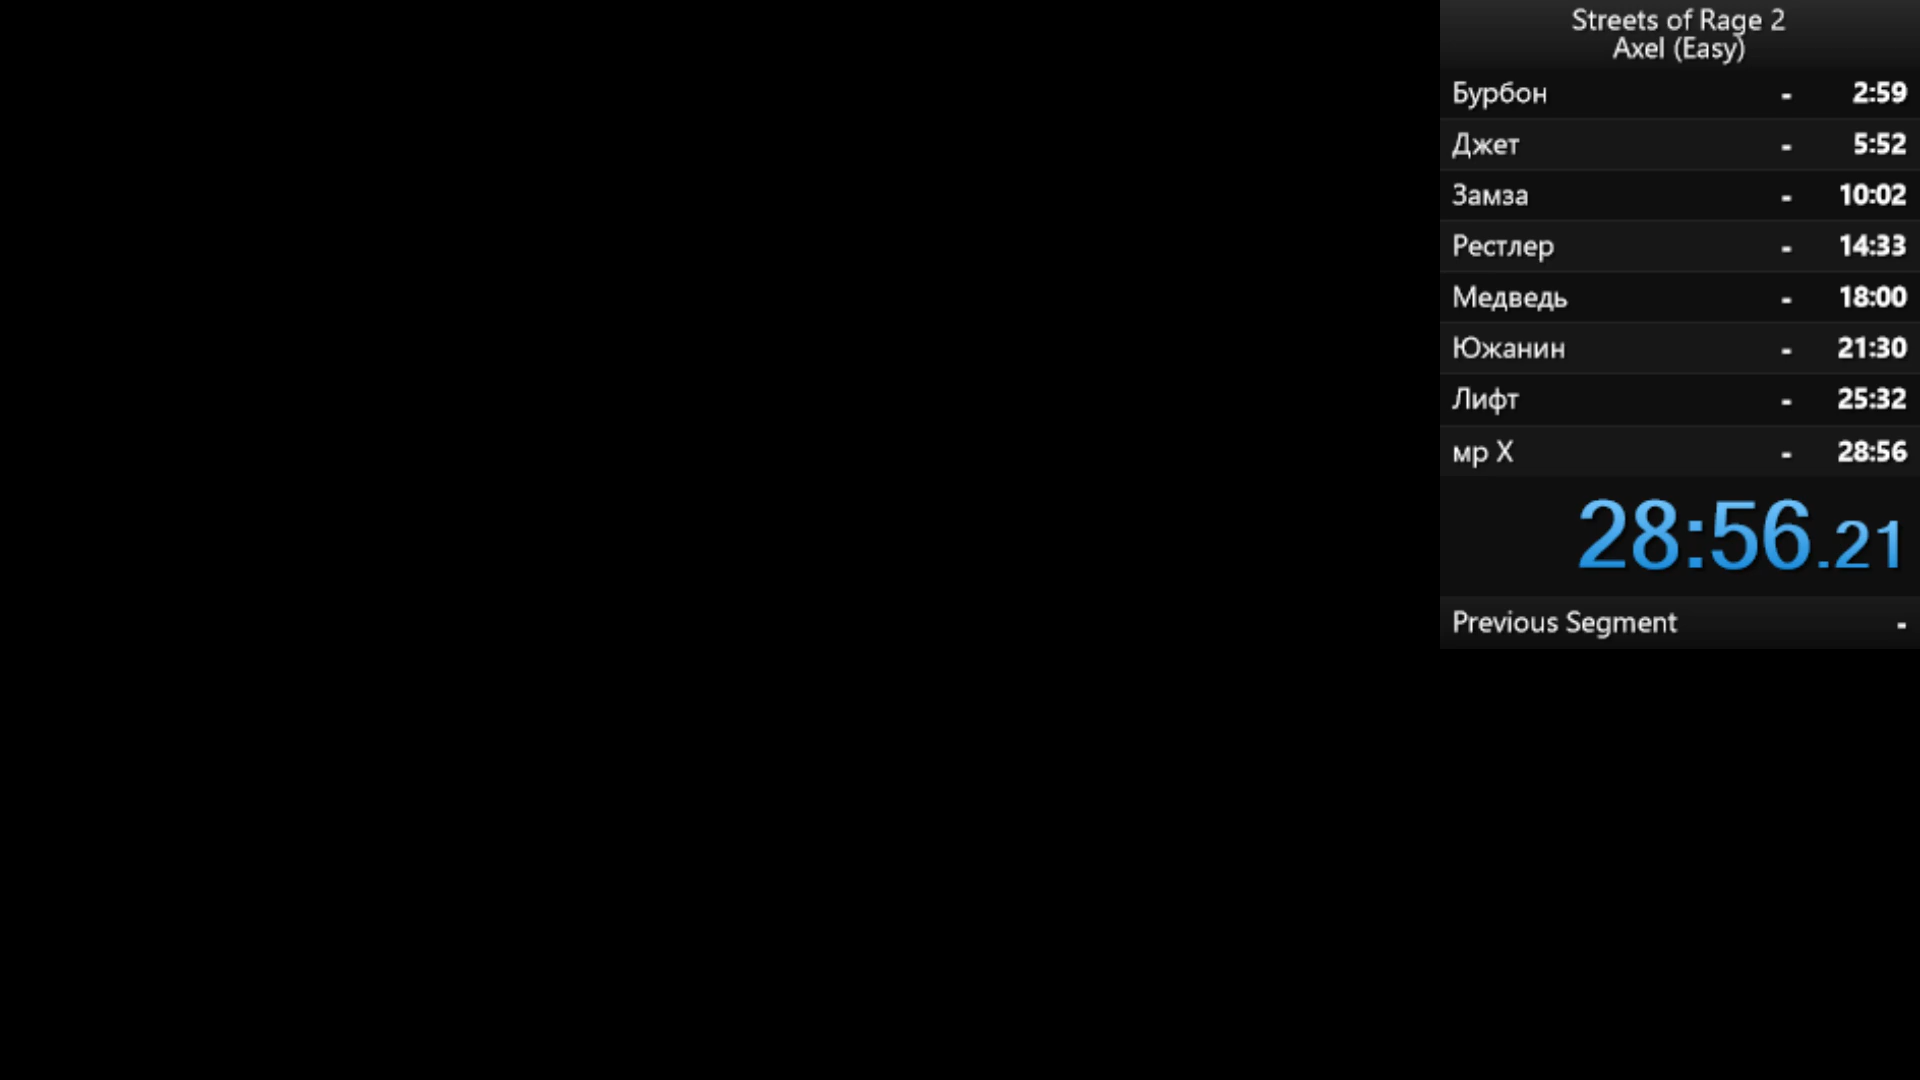 Streets of Rage 2
Axel (Easy)
Бурбон - 2:59
Джет - 5:52
Замза - 10:02
Рестлер - 14:33
Медведь - 18:00
Южанин - 21:30
Лифт - 25:32
мр Х - 28:56
28:56.21
Previous Segment -